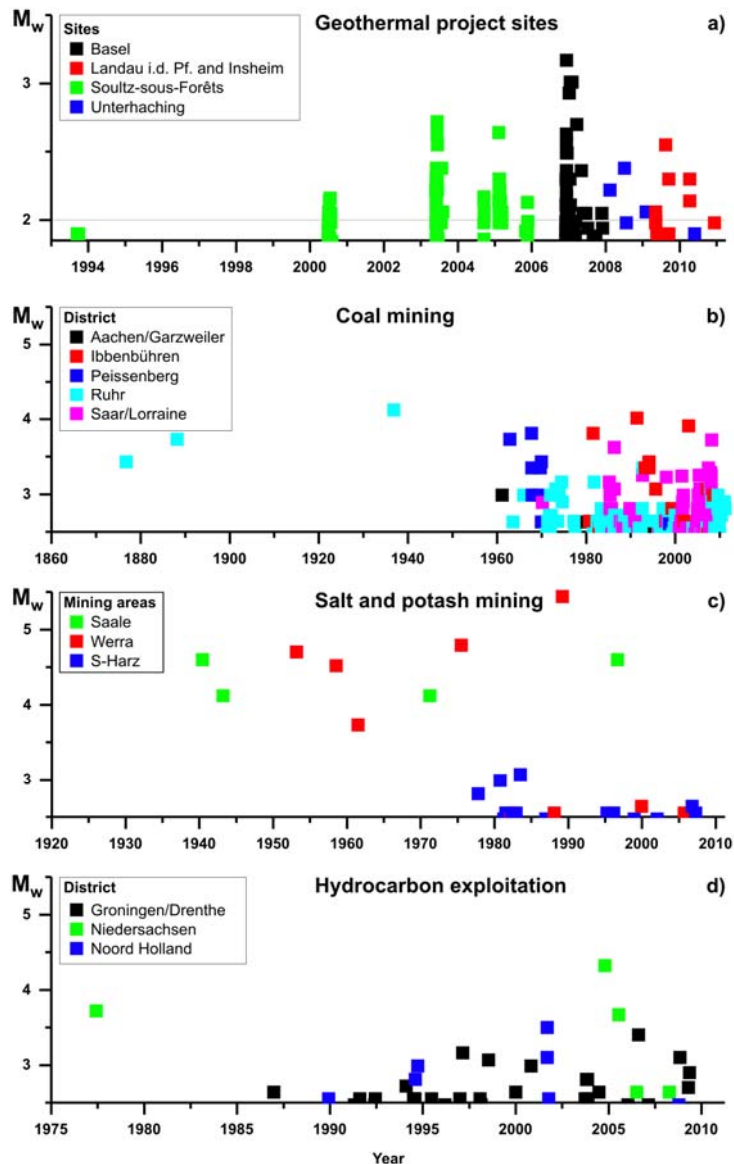 Mw
Geothermal project sites
a)
Sites
Basel
Landau i.d. Pf. and Insheim
Soultz-sous-Forêts
Unterhaching
3
2
1994 1996 1998 2000 2002 2004 2006 2008 2010
Mw
Coal mining
b)
District
Aachen/Garzweiler
Ibbenbühren
Peissenberg
Ruhr
Saar/Lorraine
5
4
3
1860 1880 1900 1920 1940 1960 1980 2000
Mw
Salt and potash mining
c)
Mining areas
Saale
Werra
S-Harz
5
4
3
1920 1930 1940 1950 1960 1970 1980 1990 2000 2010
Mw
Hydrocarbon exploitation
d)
District
Groningen/Drenthe
Niedersachsen
Noord Holland
5
4
3
1975 1980 1985 1990 1995 2000 2005 2010
Year